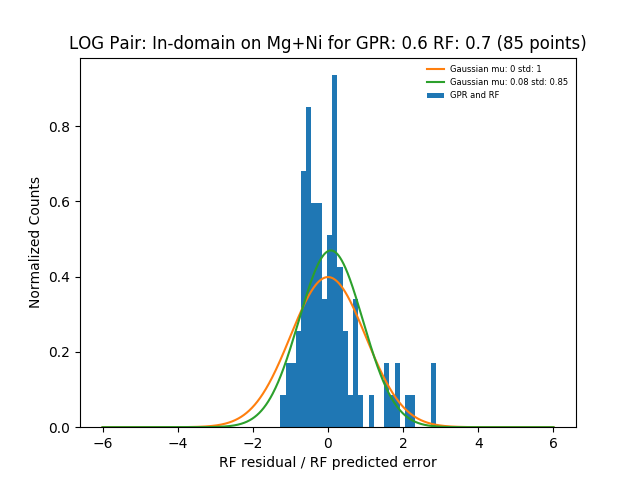 LOG Pair: In-domain on Mg+Ni for GPR: 0.6 RF: 0.7 (85 points)
Gaussian mu: 0 std: 1
Gaussian mu: 0.08 std: 0.85
GPR and RF
Normalized Counts
0.8
0.6
0.4
0.2
0.0
−6 −4 −2 0 2 4 6
RF residual / RF predicted error